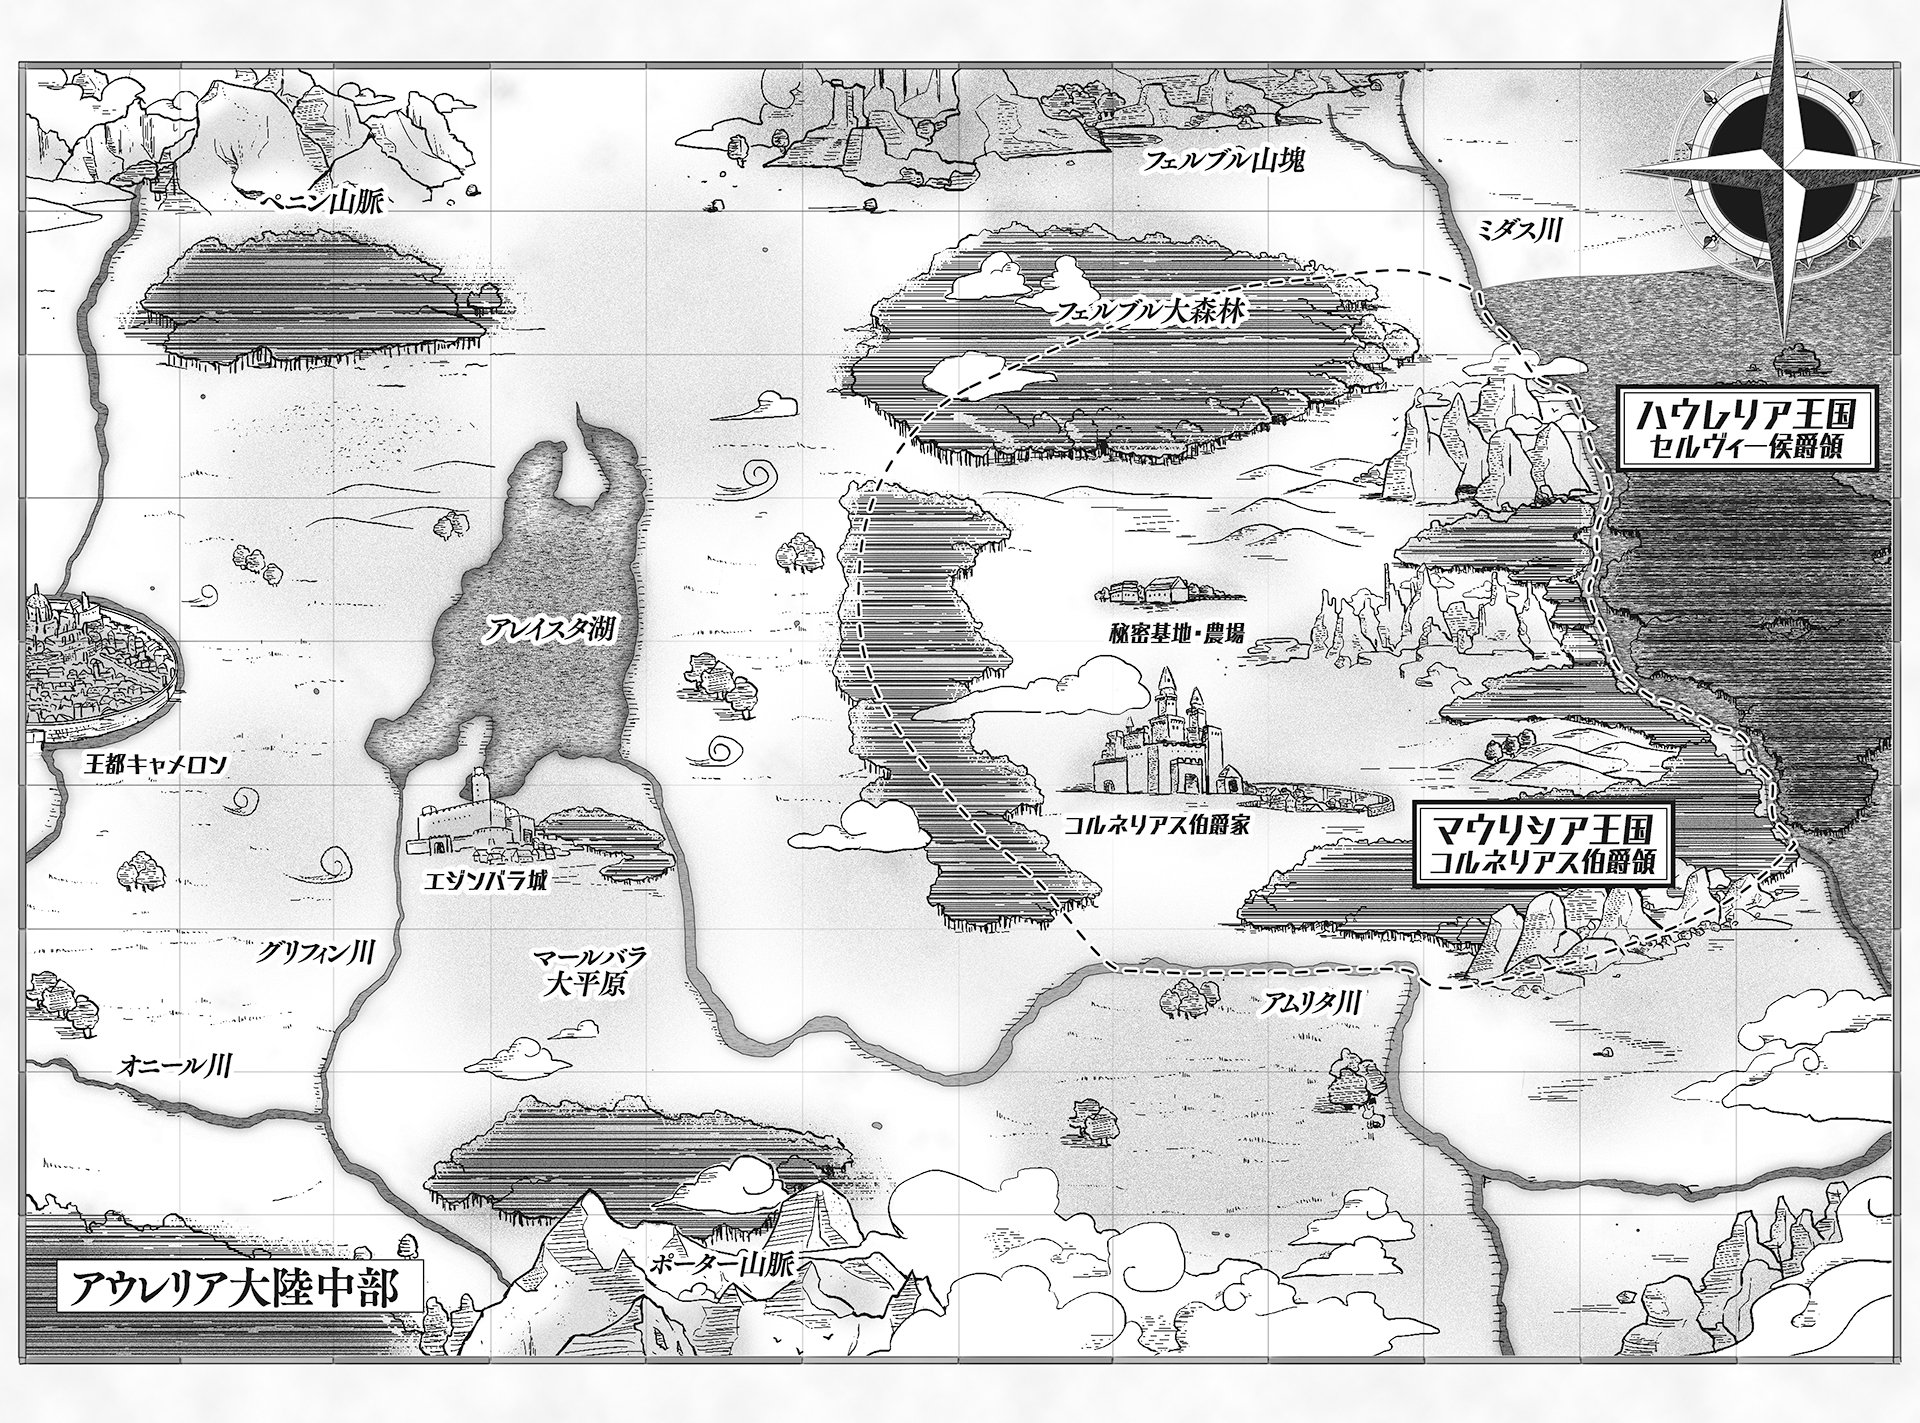 フェルブル山塊
ペニン山脈
ミダス川
フェルブル大森林
ハウレリア王国
セルヴィー侯爵領
アレイスタ湖
秘密基地・農場
王都キャメロン
コルネリアス伯爵家
マウリシア王国
コルネリアス伯爵領
エジンバラ城
グリフィン川
マールバラ
大平原
アムリタ川
オニール川
ポーター山脈
アウレリア大陸中部